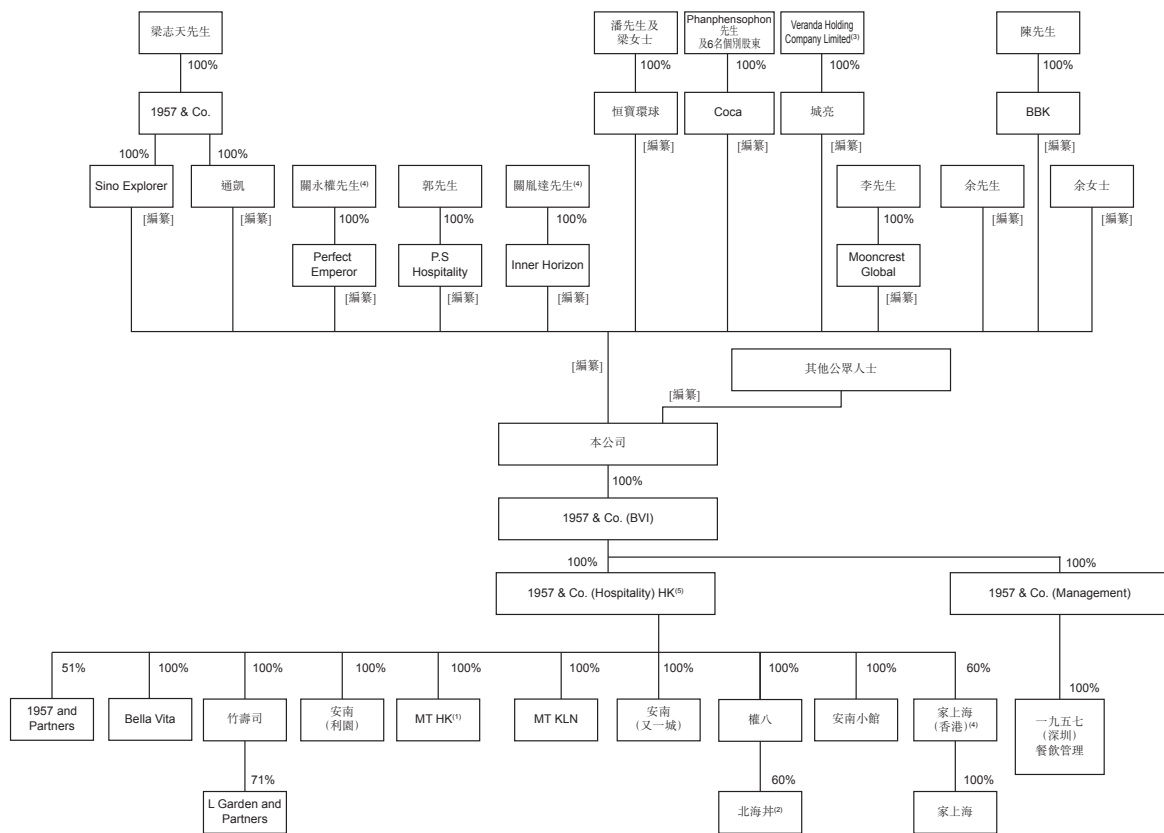 梁志天先生
潘先生及
梁女士
Phanphensophon
先生
及6名個別股東
Veranda Holding
Company Limited(3)
陳先生
100%
100%
100%
100%
100%
1957 & Co.
恒寶環球
Coca
城亮
BBK
100%
100%
[編纂]
[編纂]
[編纂]
[編纂]
Sino Explorer
通凱
關永權先生(4)
郭先生
關胤達先生(4)
李先生
余先生
余女士
[編纂]
[編纂]
100%
100%
100%
100%
[編纂]
[編纂]
Perfect
Emperor
P.S
Hospitality
Inner Horizon
Mooncrest
Global
[編纂]
[編纂]
[編纂]
[編纂]
[編纂]
其他公眾人士
[編纂]
本公司
100%
1957 & Co. (BVI)
100%
100%
1957 & Co. (Hospitality) HK(5)
1957 & Co. (Management)
51%
100%
100%
100%
100%
100%
100%
100%
100%
60%
100%
1957 and
Partners
Bella Vita
竹壽司
安南
(利園)
MT HK(1)
MT KLN
安南
(又一城)
權八
安南小館
家上海
(香港)(4)
一九五七
(深圳)
餐飲管理
71%
60%
100%
L Garden and
Partners
北海丼(2)
家上海